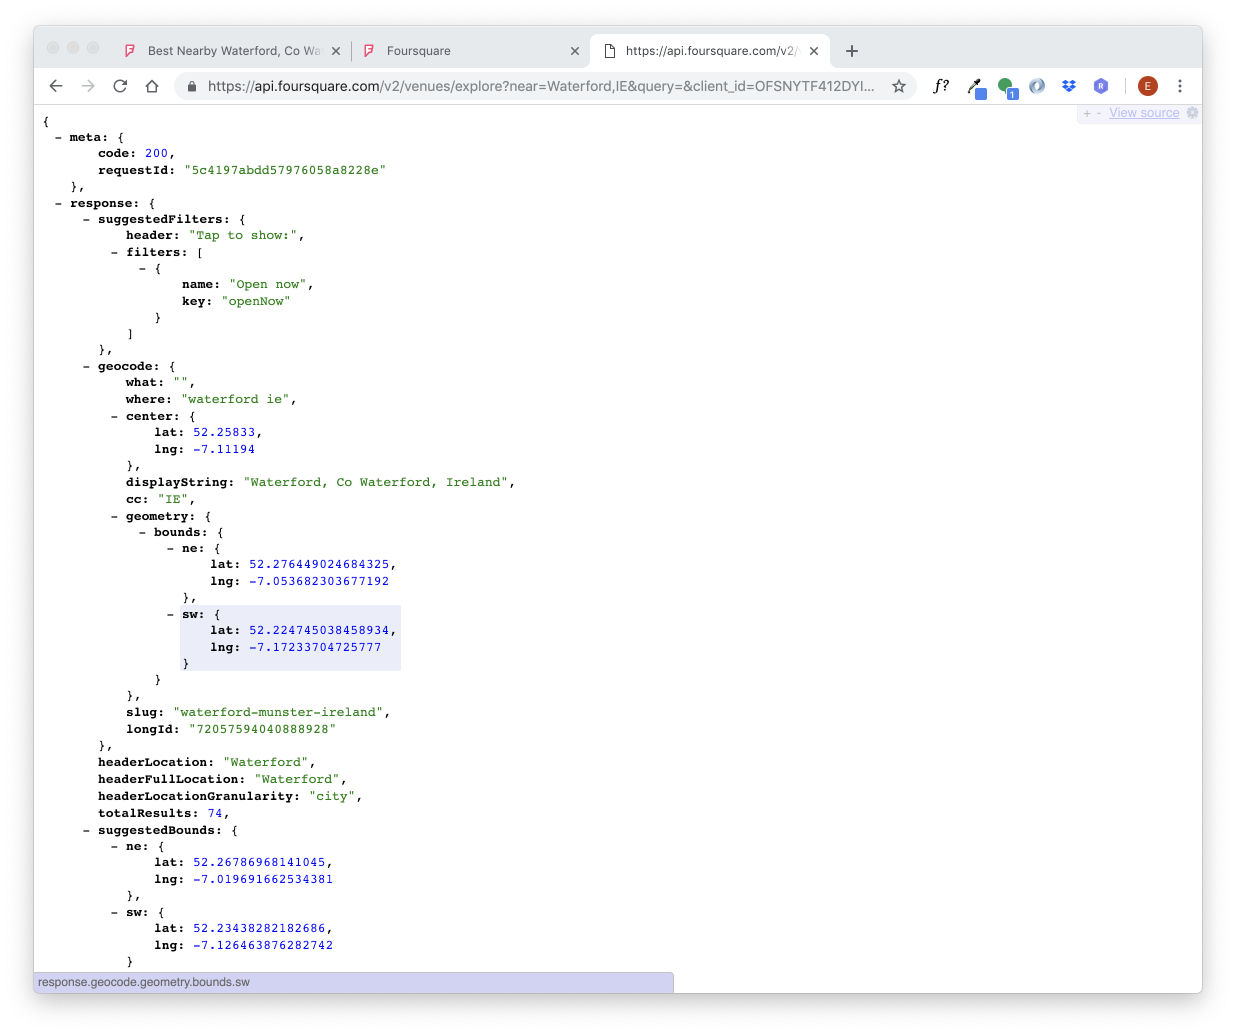 Best Nearby Waterford, Co Wa
Foursquare
https://api.foursquare.com/v2/
https://api.foursquare.com/v2/venues/explore?near=Waterford,IE&query=&client_id=OFSNYTF412DYI...
f?
1
R
E
+ - View source
{
- meta: {
code: 200,
requestId: "5c4197abdd57976058a8228e"
},
- response: {
- suggestedFilters: {
header: "Tap to show:",
- filters: [
- {
name: "Open now",
key: "openNow"
}
]
},
- geocode: {
what: "",
where: "waterford ie",
- center: {
lat: 52.25833,
lng: -7.11194
},
displayString: "Waterford, Co Waterford, Ireland",
cc: "IE",
- geometry: {
- bounds: {
- ne: {
lat: 52.276449024684325,
lng: -7.053682303677192
},
- sw: {
lat: 52.224745038458934,
lng: -7.17233704725777
}
}
},
slug: "waterford-munster-ireland",
longId: "72057594040888928"
},
headerLocation: "Waterford",
headerFullLocation: "Waterford",
headerLocationGranularity: "city",
totalResults: 74,
- suggestedBounds: {
- ne: {
lat: 52.26786968141045,
lng: -7.019691662534381
},
- sw: {
lat: 52.23438282182686,
lng: -7.126463876282742
}
response.geocode.geometry.bounds.sw